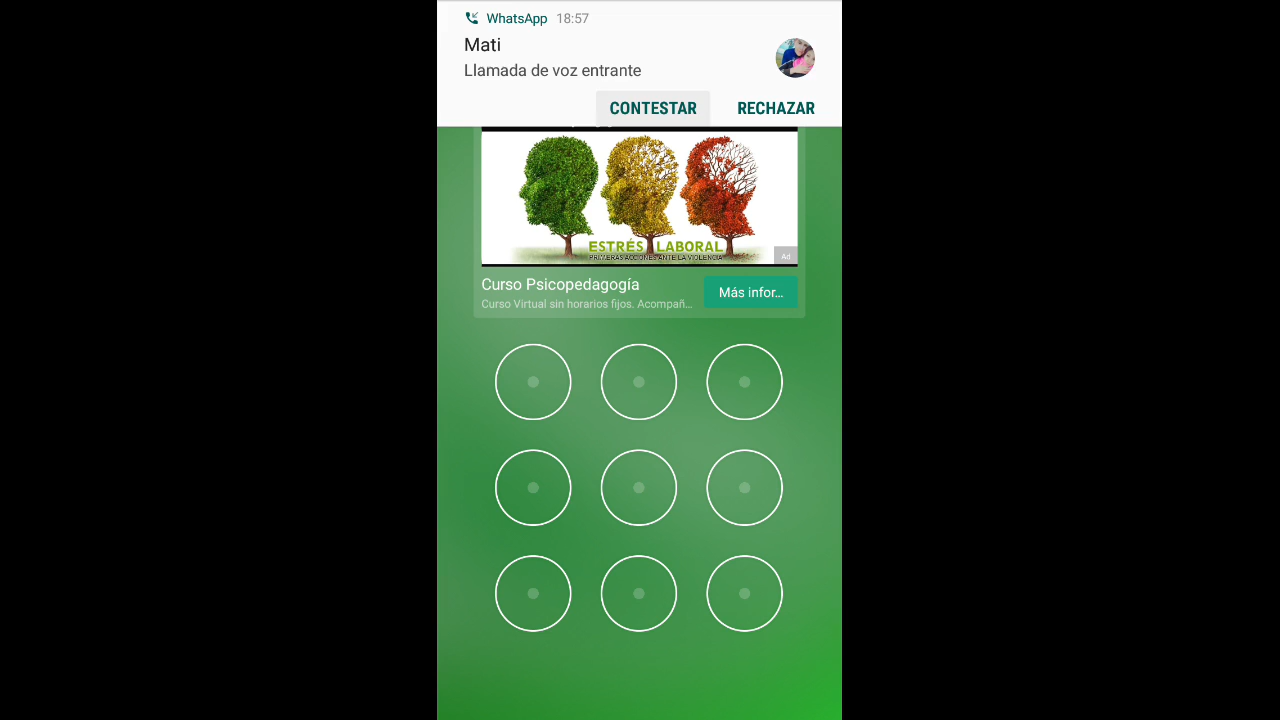 WhatsApp 18:57
Mati
Llamada de voz entrante
CONTESTAR RECHAZAR
ESTRÉS LABORAL
PRIMERAS ACCIONES ANTE LA VIOLENCIA
Ad
Curso Psicopedagogía
Curso Virtual sin horarios fijos. Acompañ...
Más infor...